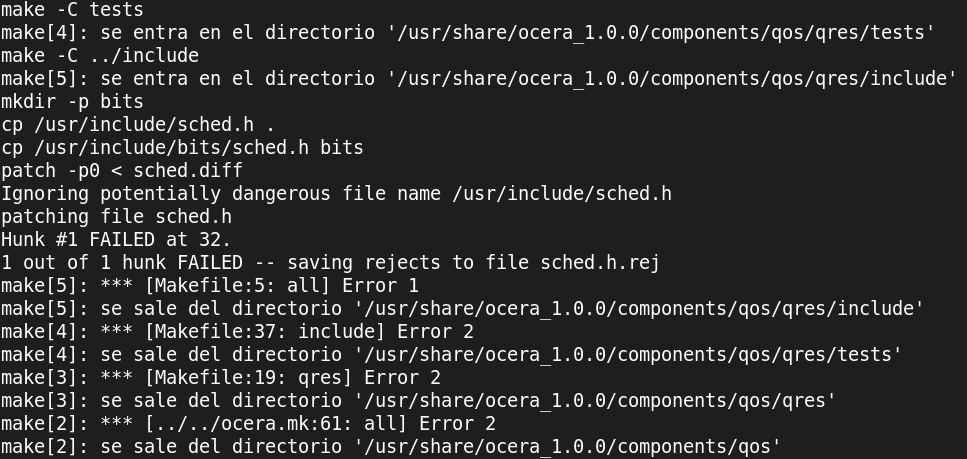 make -C tests
make[4]: se entra en el directorio '/usr/share/ocera_1.0.0/components/qos/qres/tests'
make -C ../include
make[5]: se entra en el directorio '/usr/share/ocera_1.0.0/components/qos/qres/include'
mkdir -p bits
cp /usr/include/sched.h .
cp /usr/include/bits/sched.h bits
patch -p0 < sched.diff
Ignoring potentially dangerous file name /usr/include/sched.h
patching file sched.h
Hunk #1 FAILED at 32.
1 out of 1 hunk FAILED -- saving rejects to file sched.h.rej
make[5]: *** [Makefile:5: all] Error 1
make[5]: se sale del directorio '/usr/share/ocera_1.0.0/components/qos/qres/include'
make[4]: *** [Makefile:37: include] Error 2
make[4]: se sale del directorio '/usr/share/ocera_1.0.0/components/qos/qres/tests'
make[3]: *** [Makefile:19: qres] Error 2
make[3]: se sale del directorio '/usr/share/ocera_1.0.0/components/qos/qres'
make[2]: *** [../../ocera.mk:61: all] Error 2
make[2]: se sale del directorio '/usr/share/ocera_1.0.0/components/qos'